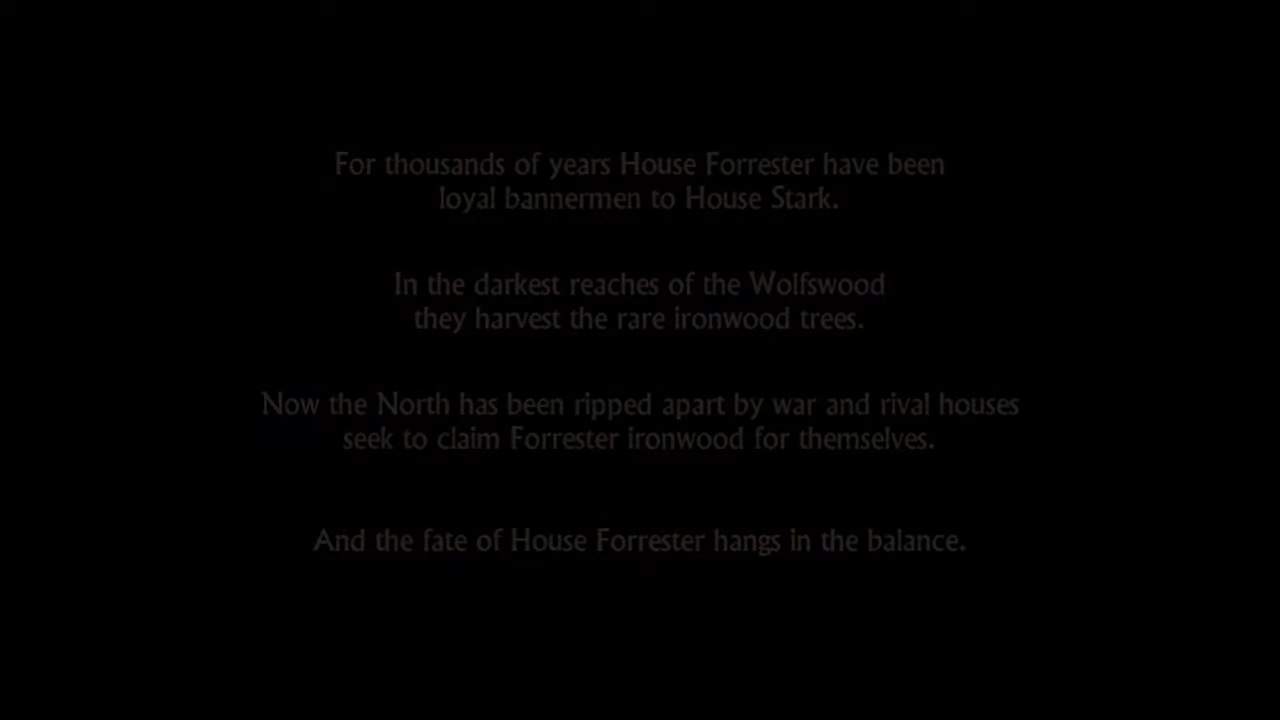 For thousands of years House Forrester have been
loyal bannermen to House Stark.
In the darkest reaches of the Wolfswood
they harvest the rare ironwood trees.
Now the North has been ripped apart by war and rival houses
seek to claim Forrester ironwood for themselves.
And the fate of House Forrester hangs in the balance.